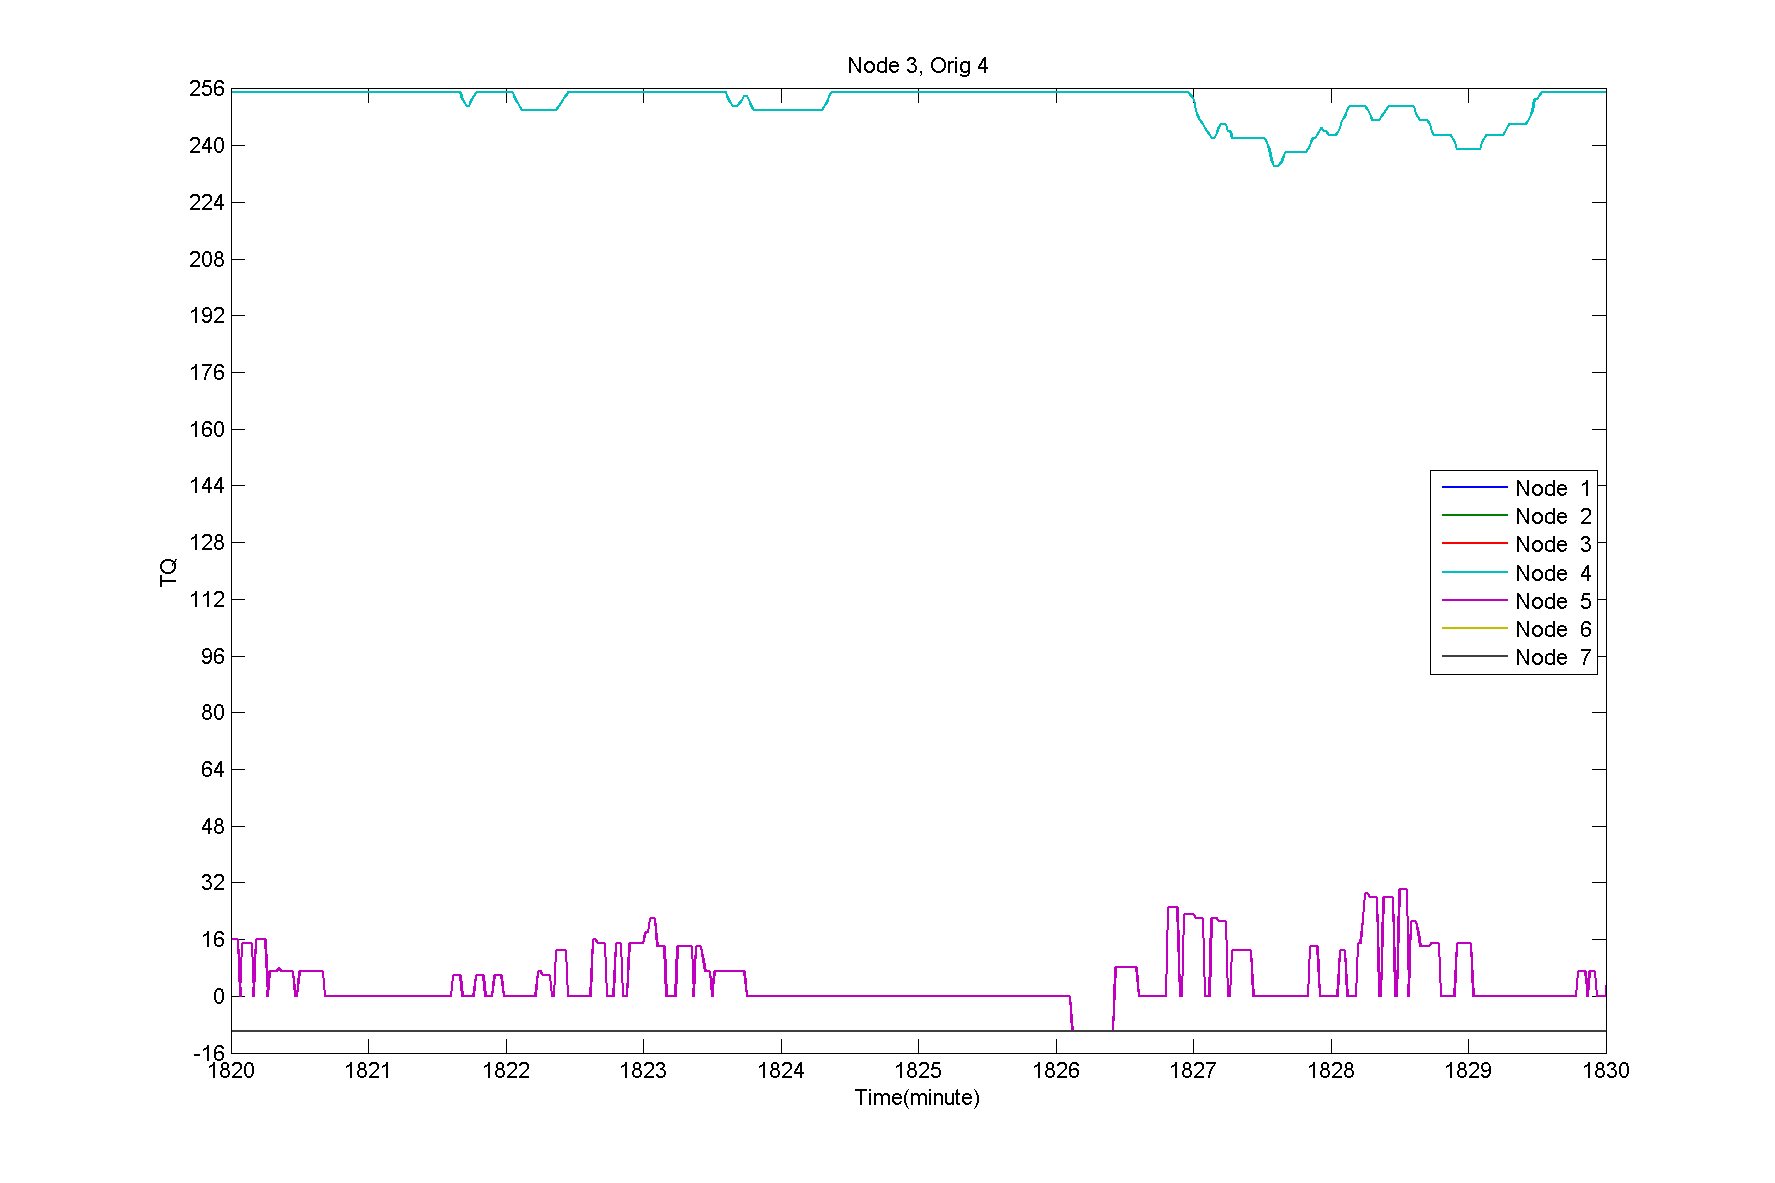 Node 3, Orig 4
256
240
224
208
192
176
160
144
128
112
96
80
64
48
32
16
0
-16
TQ
Node 1
Node 2
Node 3
Node 4
Node 5
Node 6
Node 7
1820 1821 1822 1823 1824 1825 1826 1827 1828 1829 1830
Time(minute)